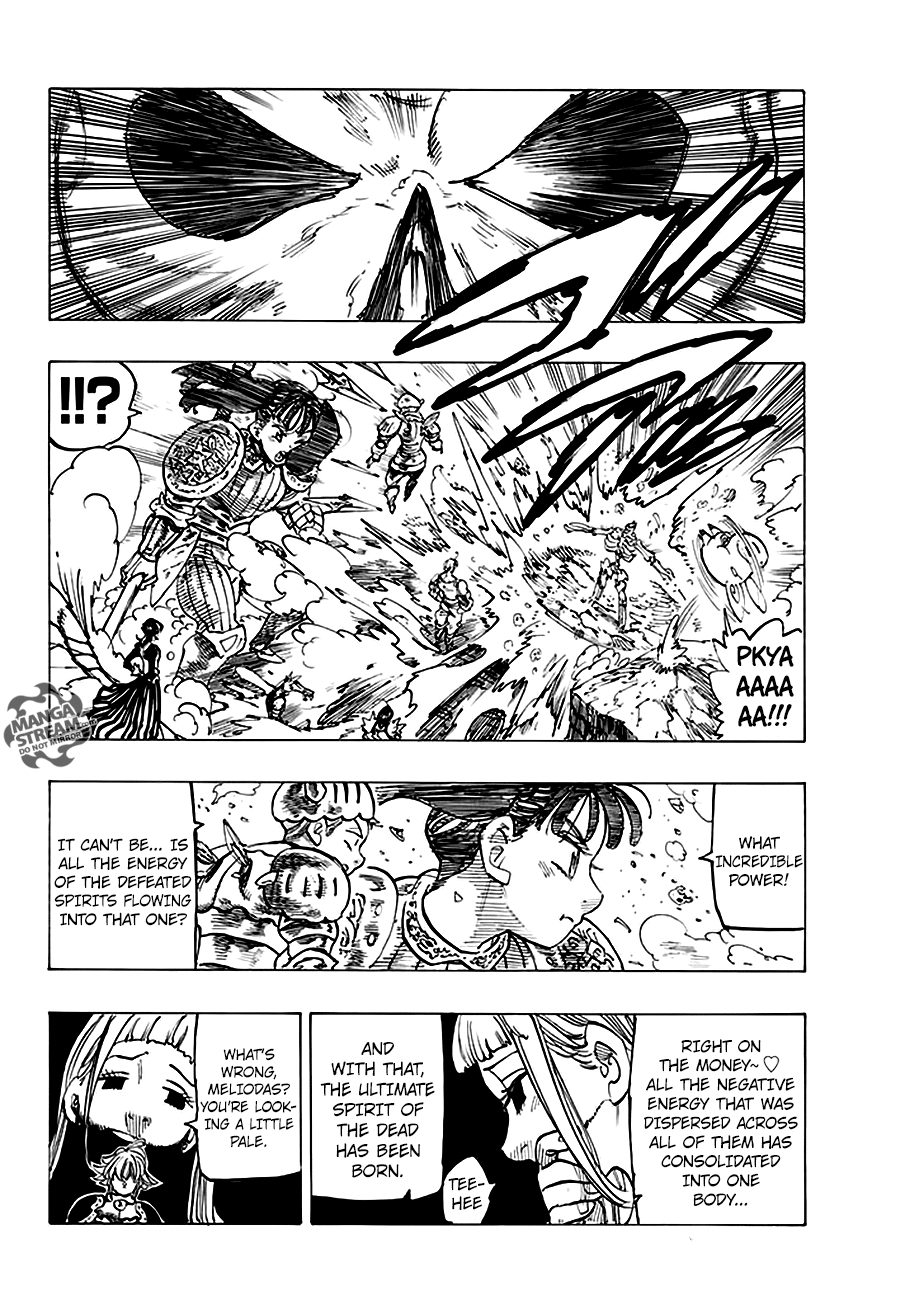 !!?
PKYA
AAAA
AA!!!
MANGA
STREAM.COM
DO NOT MIRROR
WHAT
INCREDIBLE
POWER!
IT CAN'T BE... IS
ALL THE ENERGY
OF THE DEFEATED
SPIRITS FLOWING
INTO THAT ONE?
RIGHT ON
THE MONEY~ ♡
ALL THE NEGATIVE
ENERGY THAT WAS
DISPERSED ACROSS
ALL OF THEM HAS
CONSOLIDATED
INTO ONE
BODY...
TEE-
HEE
AND
WITH THAT,
THE ULTIMATE
SPIRIT OF
THE DEAD
HAS BEEN
BORN.
WHAT'S
WRONG,
MELIODAS?
YOU'RE LOOK-
ING A LITTLE
PALE.